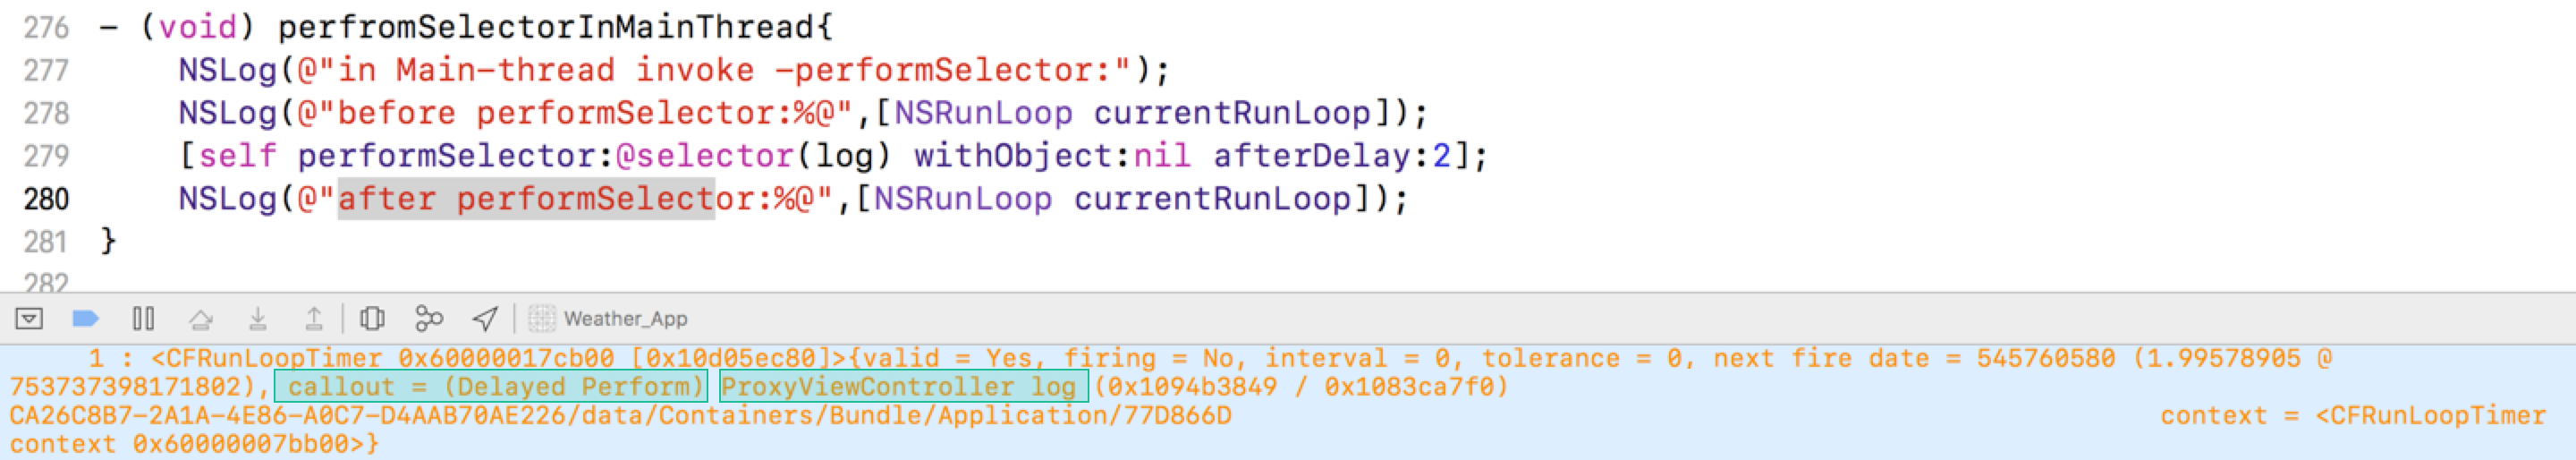 276 - (void) perfromSelectorInMainThread{
277 NSLog(@"in Main-thread invoke -performSelector:");
278 NSLog(@"before performSelector:%@",[NSRunLoop currentRunLoop]);
279 [self performSelector:@selector(log) withObject:nil afterDelay:2];
280 NSLog(@"after performSelector:%@",[NSRunLoop currentRunLoop]);
281 }
282
Weather_App
1 : <CFRunLoopTimer 0x60000017cb00 [0x10d05ec80]>{valid = Yes, firing = No, interval = 0, tolerance = 0, next fire date = 545760580 (1.99578905 @
753737398171802), callout = (Delayed Perform) ProxyViewController log (0x1094b3849 / 0x1083ca7f0)
CA26C8B7-2A1A-4E86-A0C7-D4AAB70AE226/data/Containers/Bundle/Application/77D866D context = <CFRunLoopTimer
context 0x60000007bb00>}